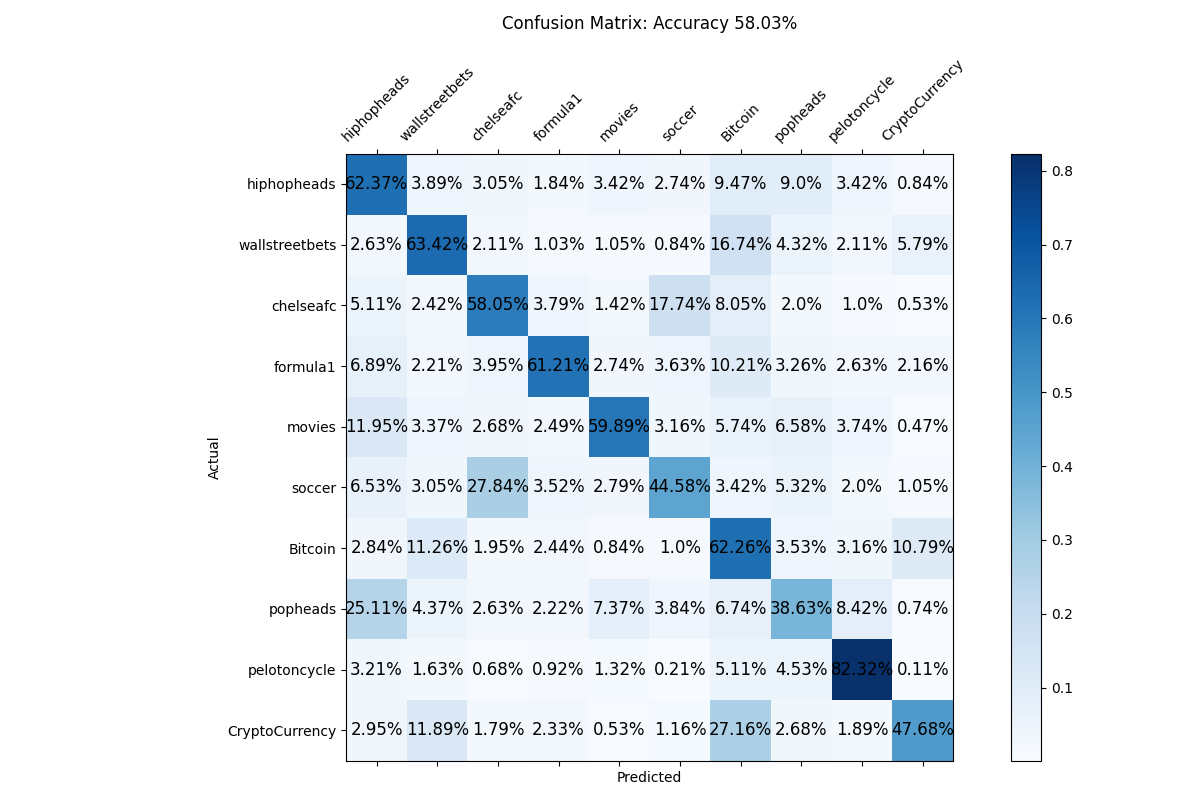 Confusion Matrix: Accuracy 58.03%
hiphopheads wallstreetbets chelseafc formula1 movies soccer Bitcoin popheads pelotoncycle CryptoCurrency
hiphopheads 62.37% 3.89% 3.05% 1.84% 3.42% 2.74% 9.47% 9.0% 3.42% 0.84%
wallstreetbets 2.63% 63.42% 2.11% 1.03% 1.05% 0.84% 16.74% 4.32% 2.11% 5.79%
chelseafc 5.11% 2.42% 58.05% 3.79% 1.42% 17.74% 8.05% 2.0% 1.0% 0.53%
formula1 6.89% 2.21% 3.95% 61.21% 2.74% 3.63% 10.21% 3.26% 2.63% 2.16%
movies 11.95% 3.37% 2.68% 2.49% 59.89% 3.16% 5.74% 6.58% 3.74% 0.47%
soccer 6.53% 3.05% 27.84% 3.52% 2.79% 44.58% 3.42% 5.32% 2.0% 1.05%
Bitcoin 2.84% 11.26% 1.95% 2.44% 0.84% 1.0% 62.26% 3.53% 3.16% 10.79%
popheads 25.11% 4.37% 2.63% 2.22% 7.37% 3.84% 6.74% 38.63% 8.42% 0.74%
pelotoncycle 3.21% 1.63% 0.68% 0.92% 1.32% 0.21% 5.11% 4.53% 82.32% 0.11%
CryptoCurrency 2.95% 11.89% 1.79% 2.33% 0.53% 1.16% 27.16% 2.68% 1.89% 47.68%
Actual
Predicted
0.8
0.7
0.6
0.5
0.4
0.3
0.2
0.1